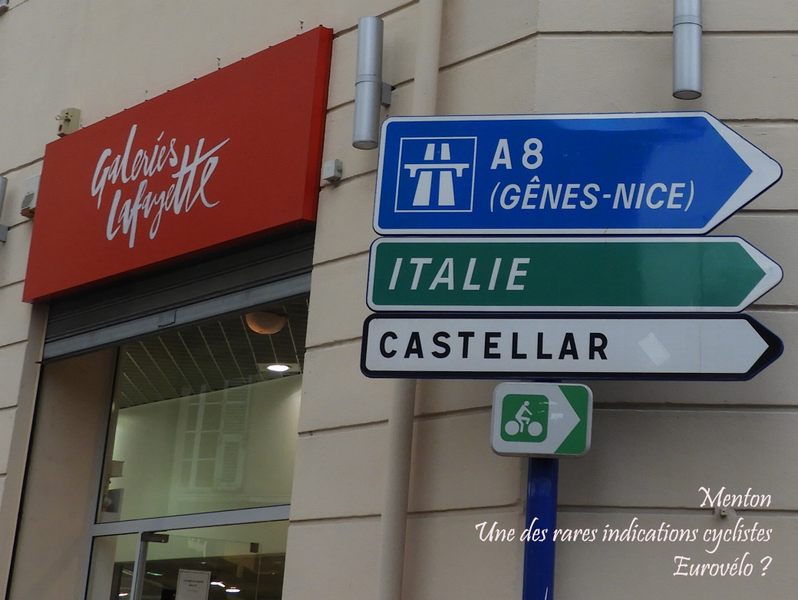 Galeries
Lafayette
A8
(GÊNES-NICE)
ITALIE
CASTELLAR
Menton
Une des rares indications cyclistes
Eurovélo ?